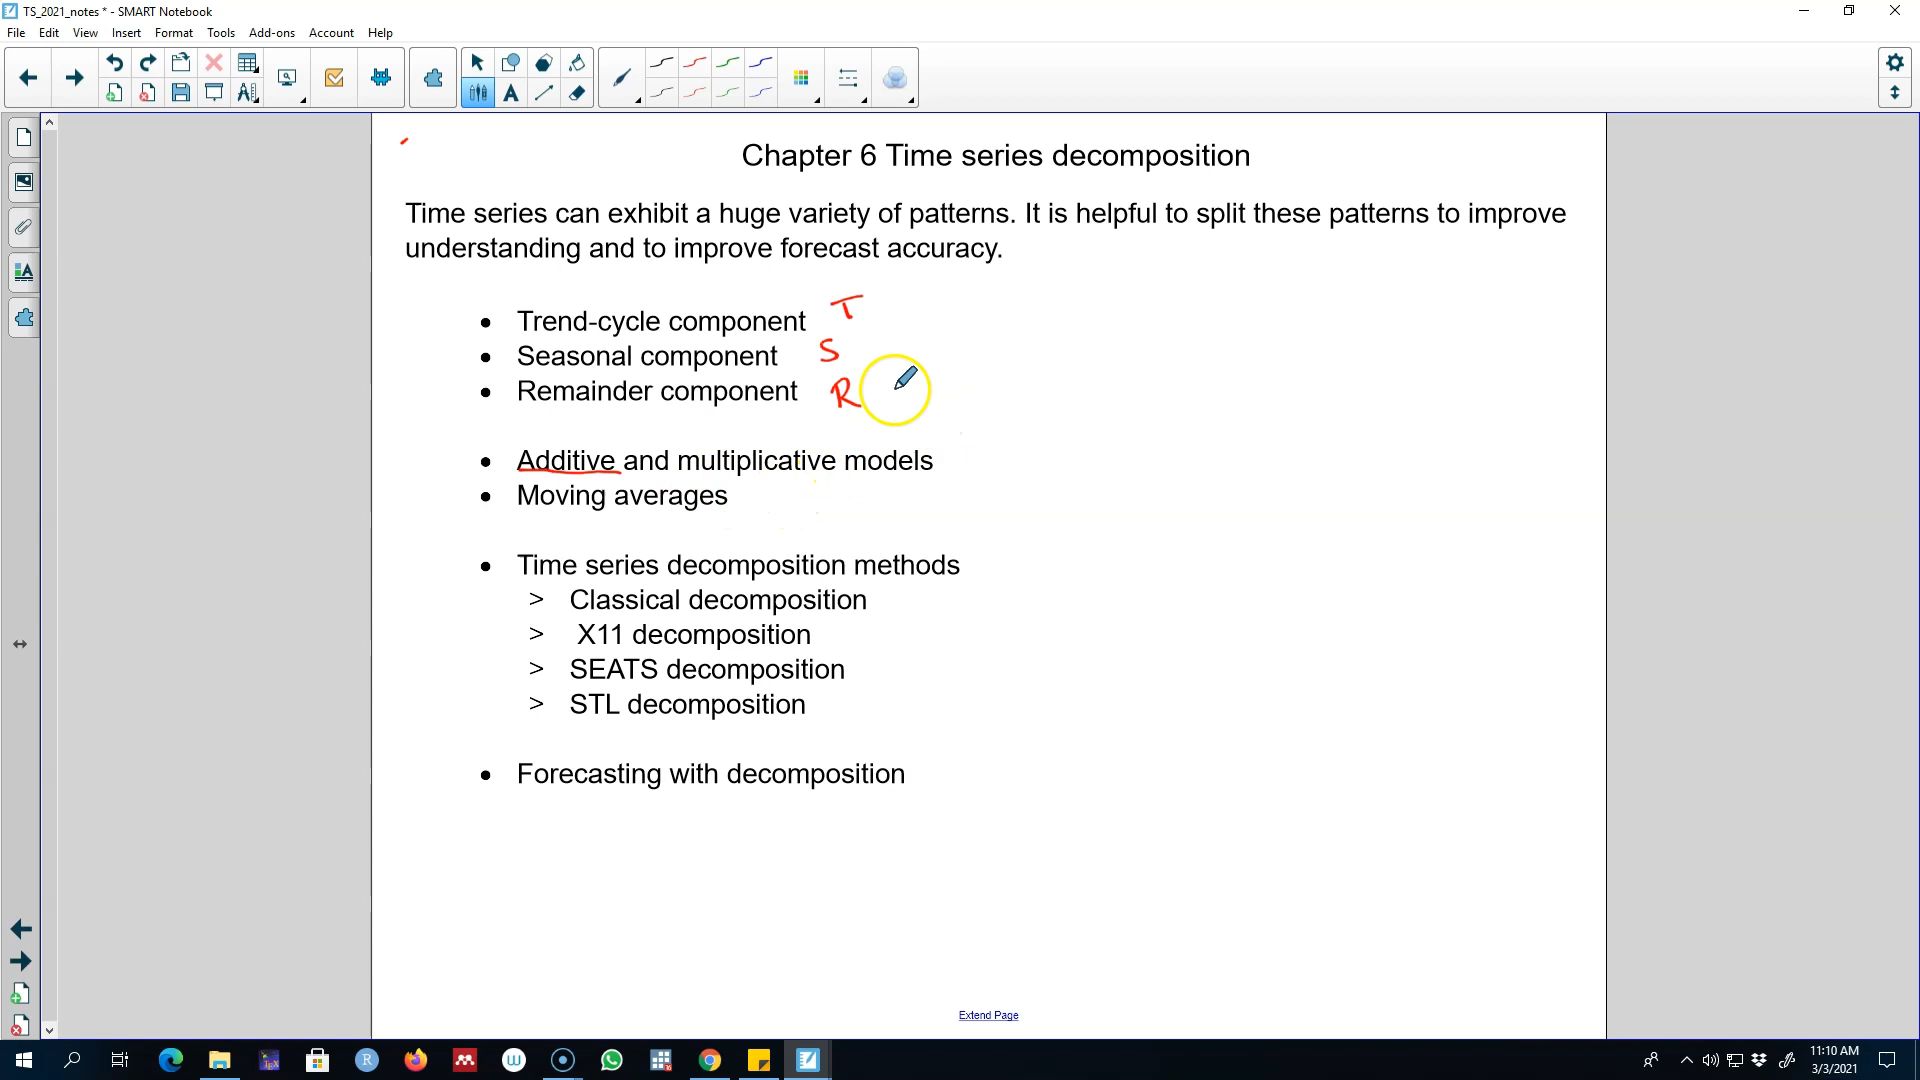 TS_2021_notes * - SMART Notebook
File Edit View Insert Format Tools Add-ons Account Help
Chapter 6 Time series decomposition
Time series can exhibit a huge variety of patterns. It is helpful to split these patterns to improve
understanding and to improve forecast accuracy.
• Trend-cycle component T
• Seasonal component S
• Remainder component R
• Additive and multiplicative models
• Moving averages
• Time series decomposition methods
> Classical decomposition
> X11 decomposition
> SEATS decomposition
> STL decomposition
• Forecasting with decomposition
Extend Page
11:10 AM
3/3/2021